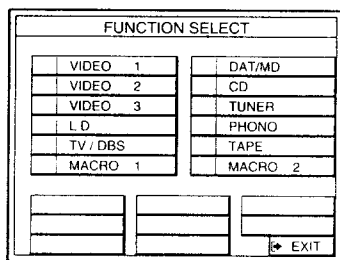 FUNCTION SELECT
VIDEO 1
VIDEO 2
VIDEO 3
L D
TV / DBS
MACRO 1
DAT/MD
CD
TUNER
PHONO
TAPE
MACRO 2
EXIT